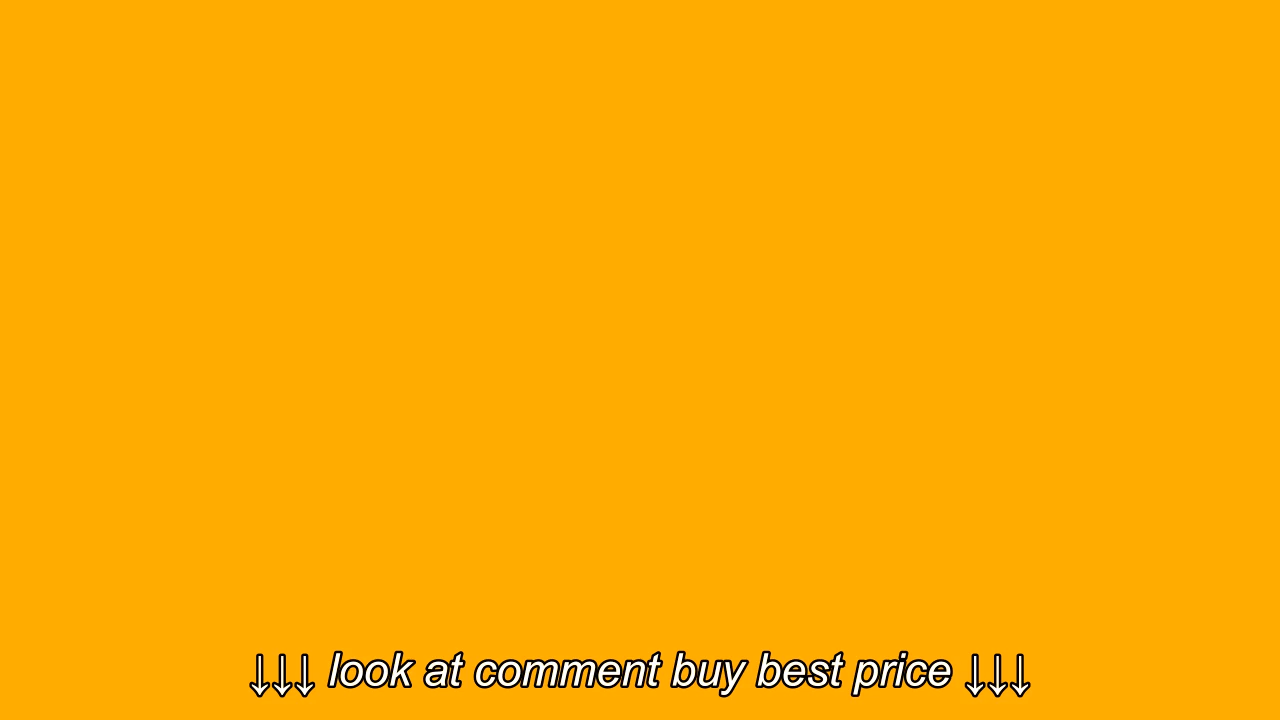 ↓↓↓ look at comment buy best price ↓↓↓